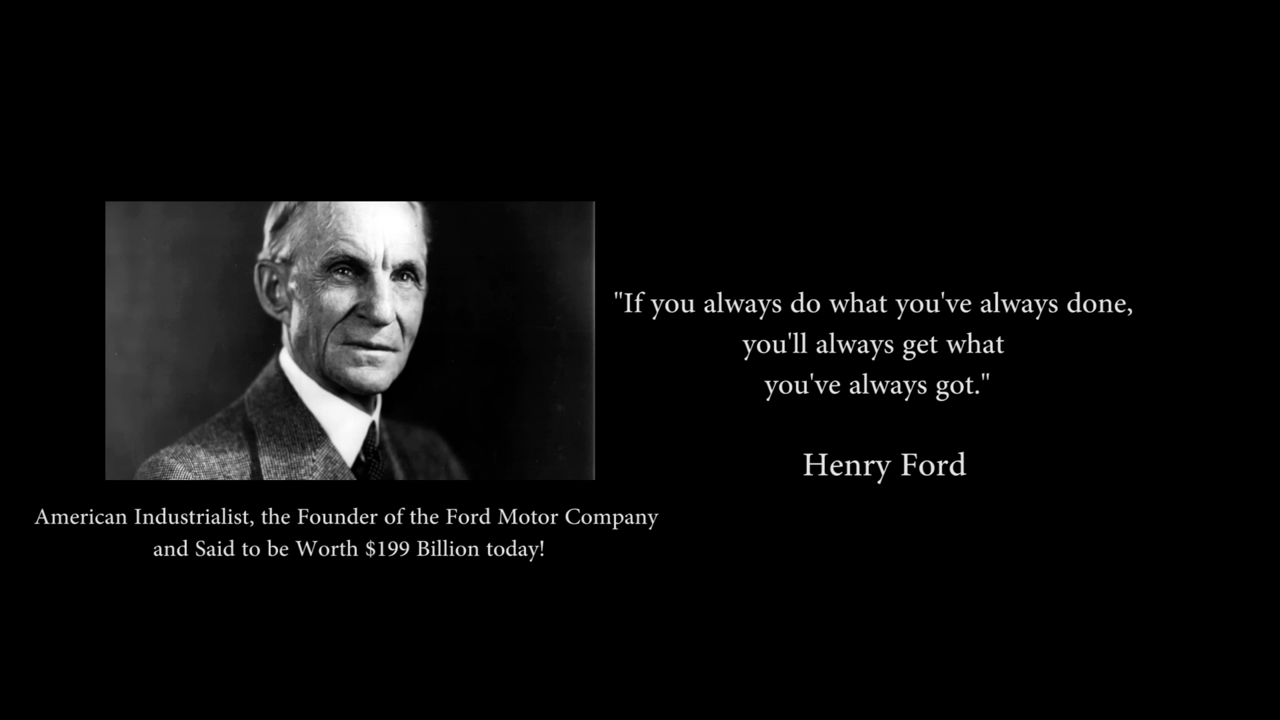 "If you always do what you've always done,
you'll always get what
you've always got."
Henry Ford
American Industrialist, the Founder of the Ford Motor Company
and Said to be Worth $199 Billion today!